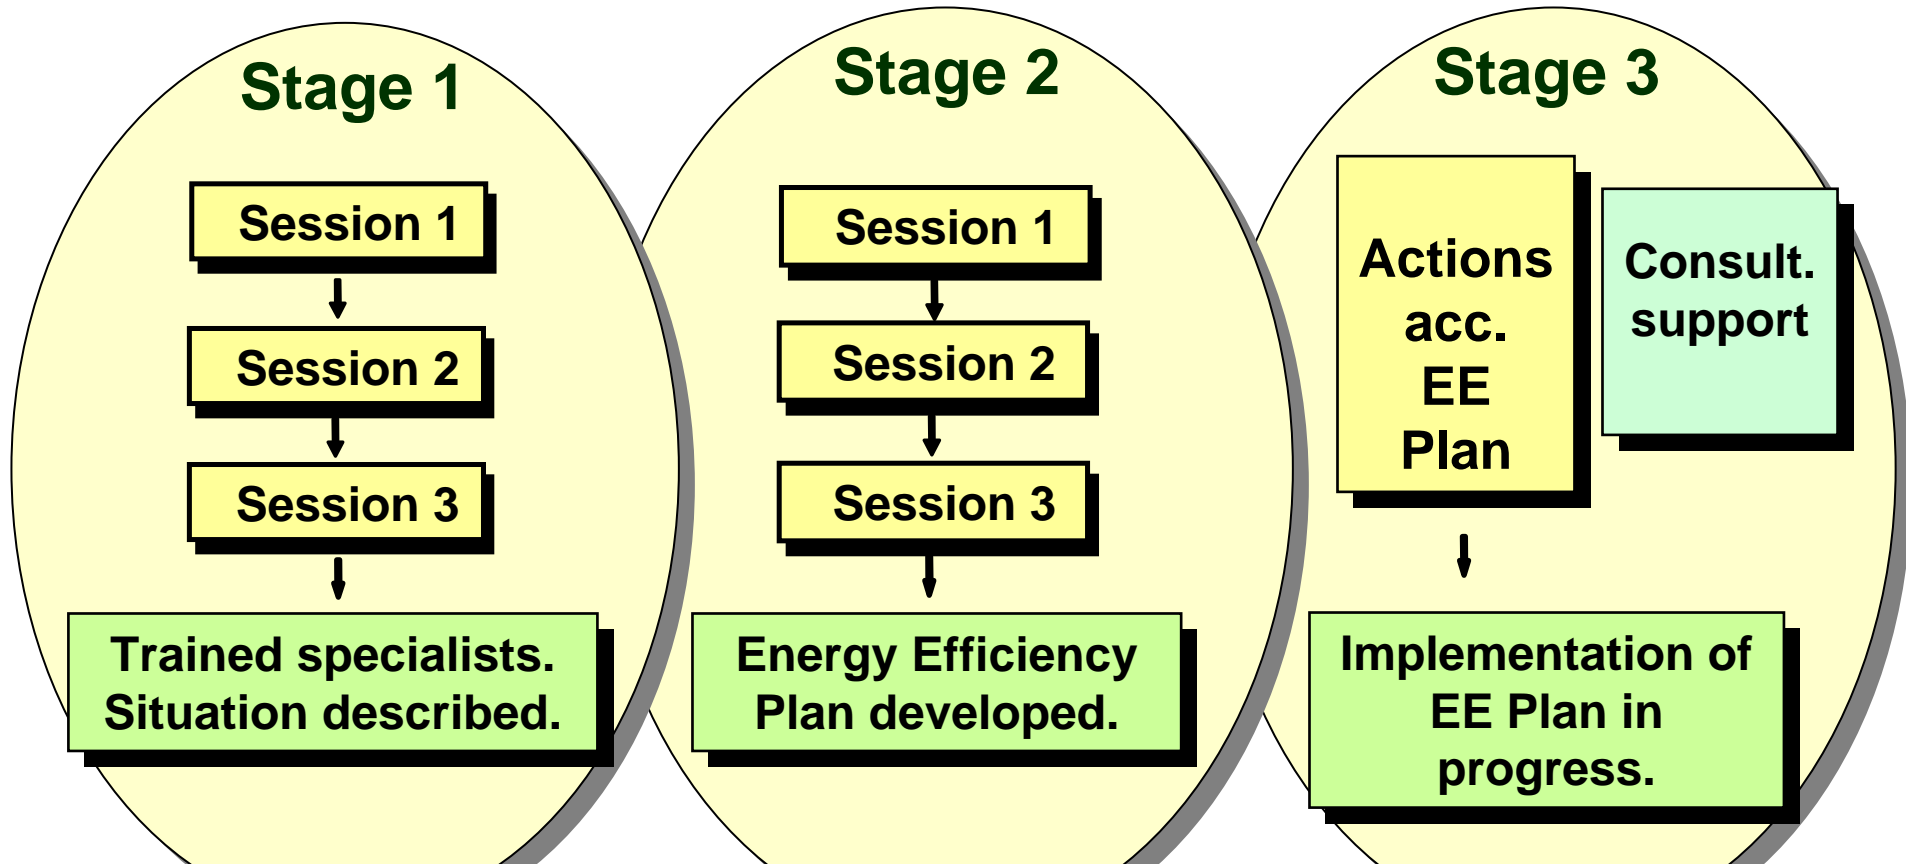 Stage 1
Session 1
Session 2
Session 3
Trained specialists.
Situation described.
Stage 2
Session 1
Session 2
Session 3
Energy Efficiency
Plan developed.
Stage 3
Actions
acc.
EE
Plan
Consult.
support
Implementation of
EE Plan in
progress.